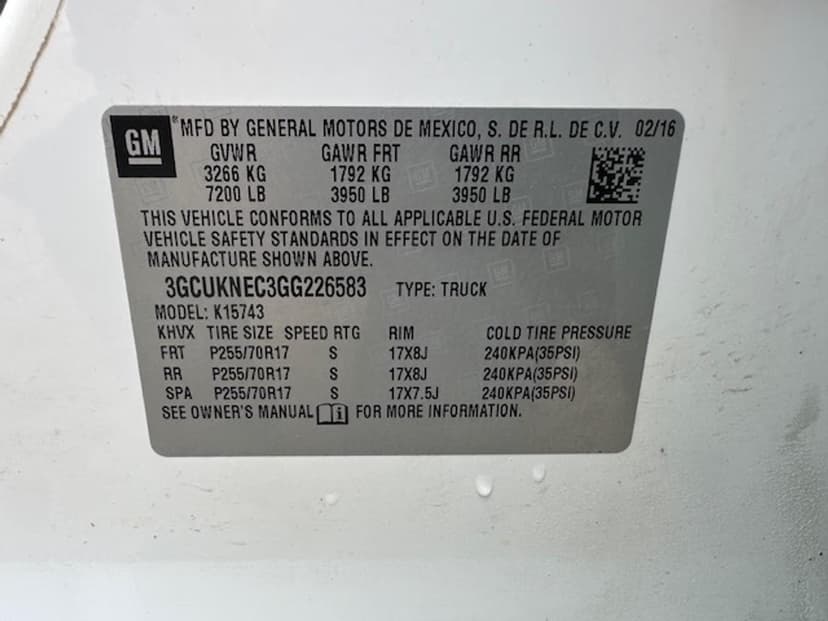 GM ® MFD BY GENERAL MOTORS DE MEXICO, S. DE R.L. DE C.V. 02/16
GVWR GAWR FRT GAWR RR
3266 KG 1792 KG 1792 KG
7200 LB 3950 LB 3950 LB
THIS VEHICLE CONFORMS TO ALL APPLICABLE U.S. FEDERAL MOTOR
VEHICLE SAFETY STANDARDS IN EFFECT ON THE DATE OF
MANUFACTURE SHOWN ABOVE.
3GCUKNEC3GG226583 TYPE: TRUCK
MODEL: K15743
KHVX TIRE SIZE SPEED RTG RIM COLD TIRE PRESSURE
FRT P255/70R17 S 17X8J 240KPA(35PSI)
RR P255/70R17 S 17X8J 240KPA(35PSI)
SPA P255/70R17 S 17X7.5J 240KPA(35PSI)
SEE OWNER'S MANUAL i FOR MORE INFORMATION.